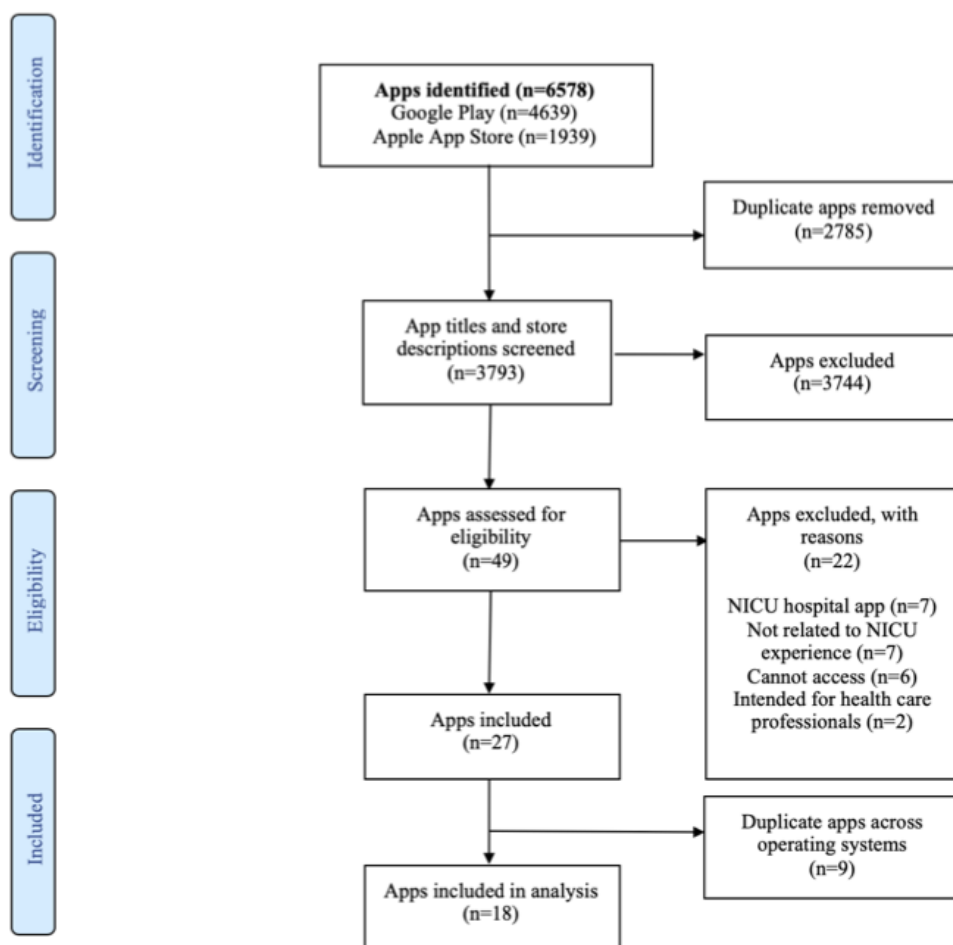 Identification
Apps identified (n=6578)
Google Play (n=4639)
Apple App Store (n=1939)
Duplicate apps removed
(n=2785)
Screening
App titles and store
descriptions screened
(n=3793)
Apps excluded
(n=3744)
Eligibility
Apps assessed for
eligibility
(n=49)
Apps excluded, with
reasons
(n=22)
NICU hospital app (n=7)
Not related to NICU
experience (n=7)
Cannot access (n=6)
Intended for health care
professionals (n=2)
Apps included
(n=27)
Included
Duplicate apps across
operating systems
(n=9)
Apps included in analysis
(n=18)